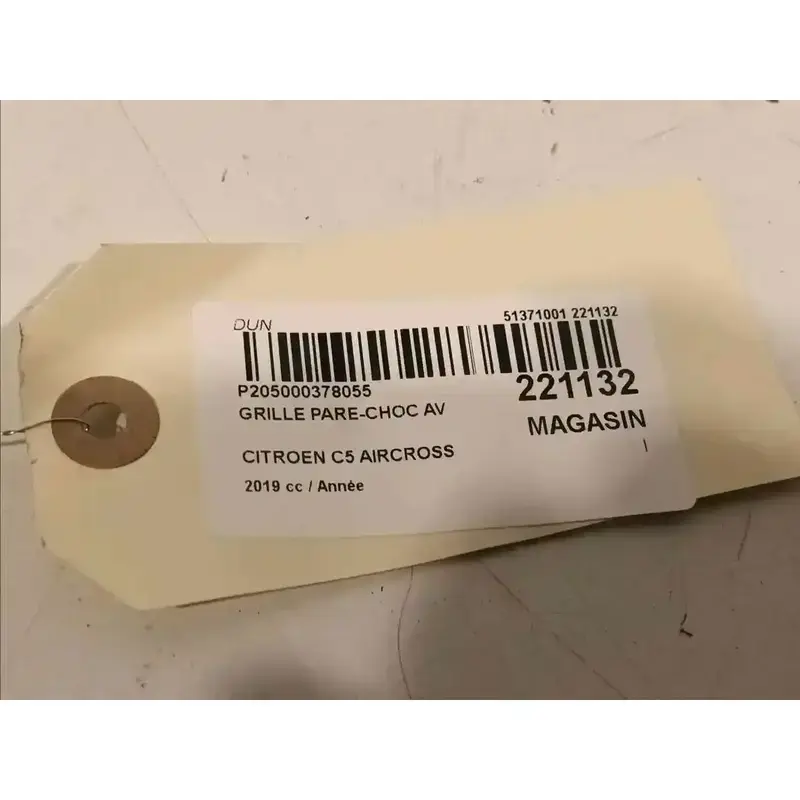 DUN
51371001 221132
P205000378055
221132
GRILLE PARE-CHOC AV
MAGASIN
I
CITROEN C5 AIRCROSS
2019 cc / Année